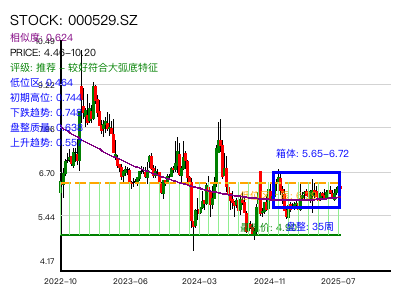 STOCK: 000529.SZ
相似度: 0.624
PRICE: 4.46–10.20
评级: 推荐 - 较好符合大弧底特征
低位区: 0.464
初期高位: 0.744
下跌趋势: 0.748
盘整质量: 0.636
上升趋势: 0.55
箱体: 5.65–6.72
6.70
5.44
4.17
盘整: 35周
2022-10
2023-06
2024-03
2024-11
2025-07